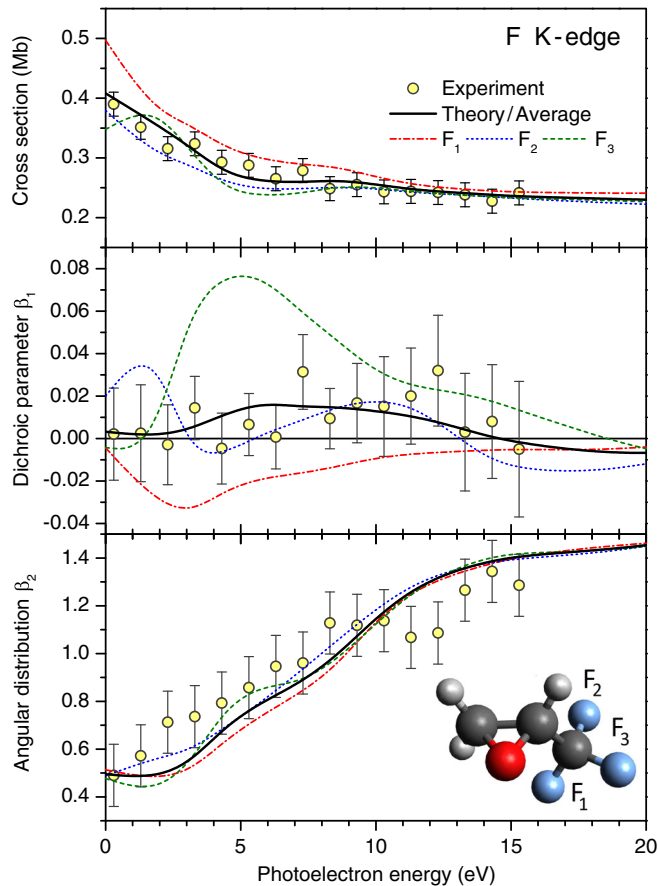 F K-edge
Experiment
Theory/Average
F₁ F₂ F₃
Cross section (Mb)
0.5
0.4
0.3
0.2
Dichroic parameter β₁
0.08
0.06
0.04
0.02
0.00
-0.02
-0.04
Angular distribution β₂
1.4
1.2
1.0
0.8
0.6
0.4
F₂
F₃
F₁
0 5 10 15 20
Photoelectron energy (eV)